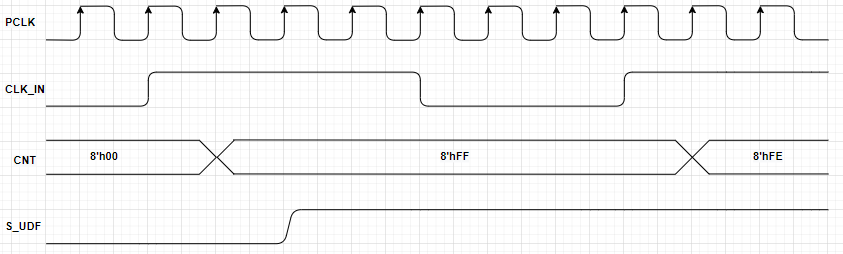 PCLK
CLK_IN
CNT 8'h00 8'hFF 8'hFE
S_UDF